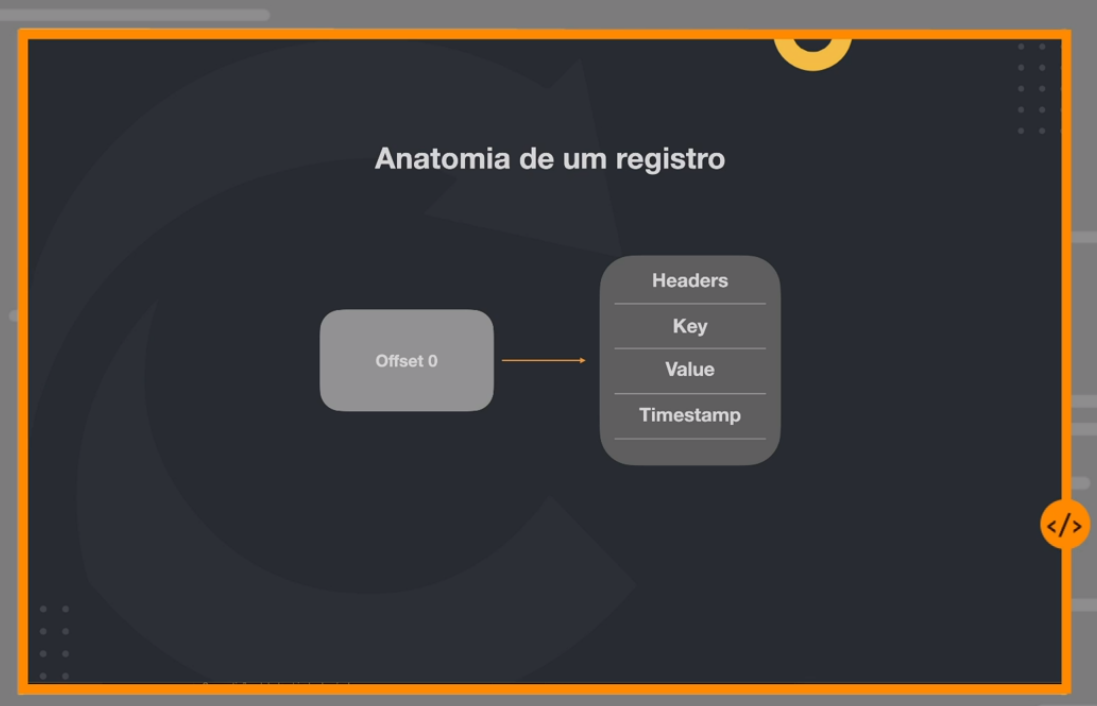 Anatomia de um registro
Offset 0
Headers
Key
Value
Timestamp
</>